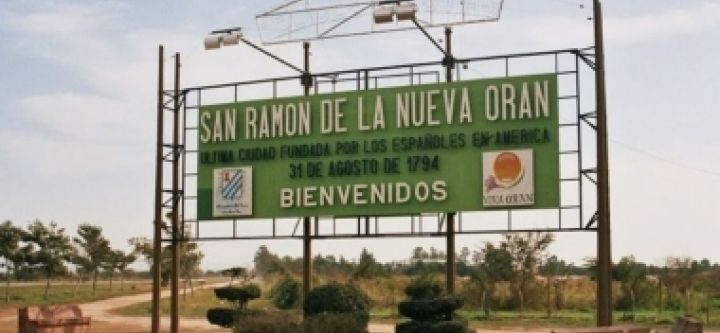 SAN RAMON DE LA NUEVA ORAN
ULTIMA CIUDAD FUNDADA POR LOS ESPAÑOLES EN AMERICA
31 DE AGOSTO DE 1794
BIENVENIDOS
VIVA ORAN